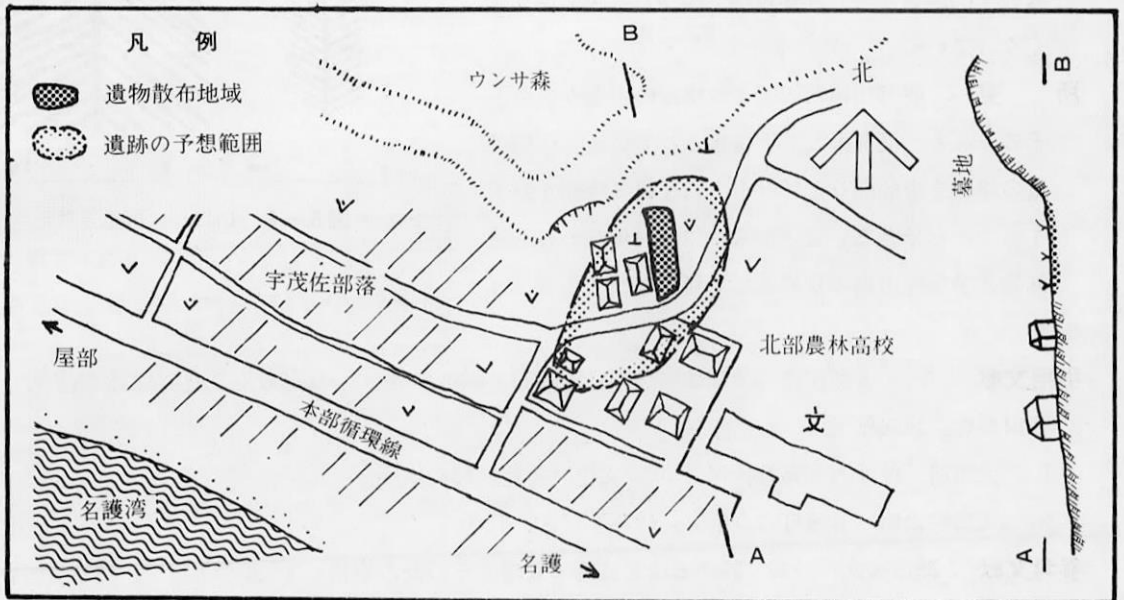 凡 例
遺物散布地域
遺跡の予想範囲
B
ウンサ森
北
B
墓地
宇茂佐部落
屋部
本部循環線
北部農林高校
文
名護湾
名護
A
A